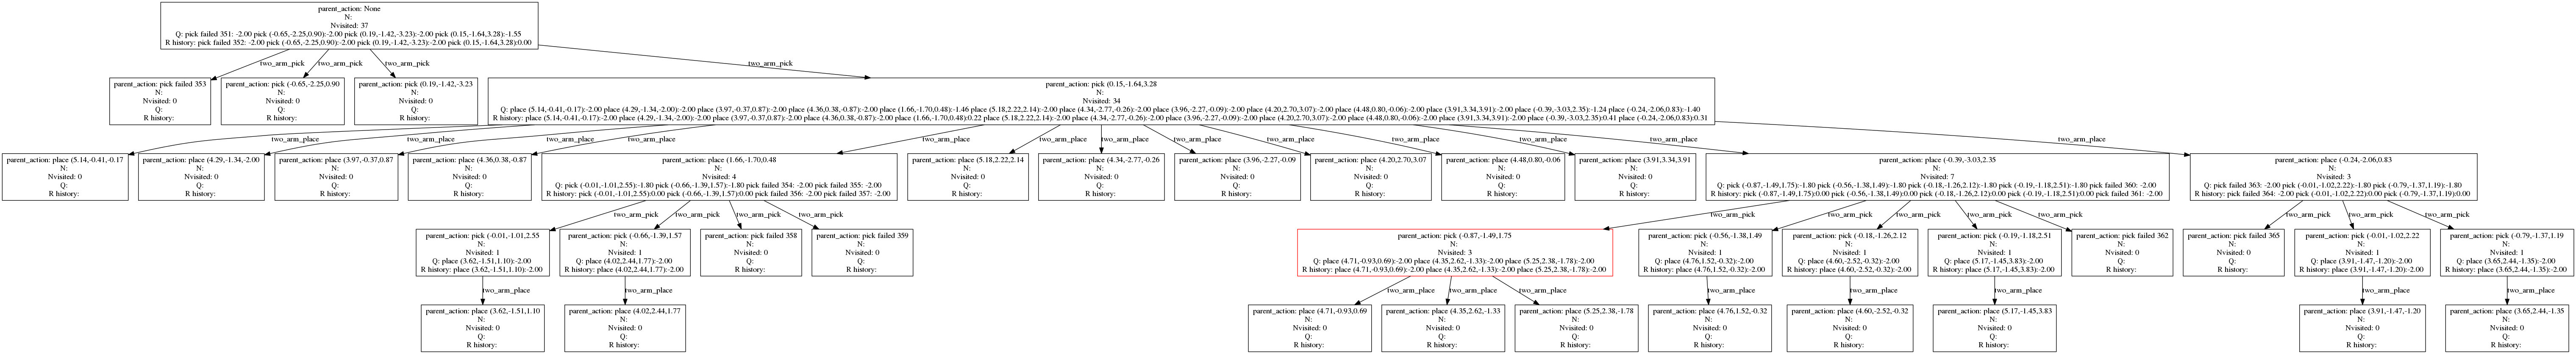 parent_action: None
N:
Nvisited: 37
Q: pick failed 351: -2.00 pick (-0.65,-2.25,0.90):-2.00 pick (0.19,-1.42,-3.23):-2.00 pick (0.15,-1.64,3.28):-1.55
R history: pick failed 352: -2.00 pick (-0.65,-2.25,0.90):-2.00 pick (0.19,-1.42,-3.23):-2.00 pick (0.15,-1.64,3.28):0.00
two_arm_pick
two_arm_pick
two_arm_pick
two_arm_pick
parent_action: pick failed 353
N:
Nvisited: 0
Q:
R history:
parent_action: pick (-0.65,-2.25,0.90
N:
Nvisited: 0
Q:
R history:
parent_action: pick (0.19,-1.42,-3.23
N:
Nvisited: 0
Q:
R history:
parent_action: pick (0.15,-1.64,3.28
N:
Nvisited: 34
Q: place (5.14,-0.41,-0.17):-2.00 place (4.29,-1.34,-2.00):-2.00 place (3.97,-0.37,0.87):-2.00 place (4.36,0.38,-0.87):-2.00 place (1.66,-1.70,0.48):-1.46 place (5.18,2.22,2.14):-2.00 place (4.34,-2.77,-0.26):-2.00 place (3.96,-2.27,-0.09):-2.00 place (4.20,2.70,3.07):-2.00 place (4.48,0.80,-0.06):-2.00 place (3.91,3.34,3.91):-2.00 place (-0.39,-3.03,2.35):-1.24 place (-0.24,-2.06,0.83):-1.40
R history: place (5.14,-0.41,-0.17):-2.00 place (4.29,-1.34,-2.00):-2.00 place (3.97,-0.37,0.87):-2.00 place (4.36,0.38,-0.87):-2.00 place (1.66,-1.70,0.48):0.22 place (5.18,2.22,2.14):-2.00 place (4.34,-2.77,-0.26):-2.00 place (3.96,-2.27,-0.09):-2.00 place (4.20,2.70,3.07):-2.00 place (4.48,0.80,-0.06):-2.00 place (3.91,3.34,3.91):-2.00 place (-0.39,-3.03,2.35):0.41 place (-0.24,-2.06,0.83):0.31
two_arm_place
two_arm_place
two_arm_place
two_arm_place
two_arm_place
two_arm_place
two_arm_place
two_arm_place
two_arm_place
two_arm_place
two_arm_place
two_arm_place
two_arm_place
parent_action: place (5.14,-0.41,-0.17
N:
Nvisited: 0
Q:
R history:
parent_action: place (4.29,-1.34,-2.00
N:
Nvisited: 0
Q:
R history:
parent_action: place (3.97,-0.37,0.87
N:
Nvisited: 0
Q:
R history:
parent_action: place (4.36,0.38,-0.87
N:
Nvisited: 0
Q:
R history:
parent_action: place (1.66,-1.70,0.48
N:
Nvisited: 4
Q: pick (-0.01,-1.01,2.55):-1.80 pick (-0.66,-1.39,1.57):-1.80 pick failed 354: -2.00 pick failed 355: -2.00
R history: pick (-0.01,-1.01,2.55):0.00 pick (-0.66,-1.39,1.57):0.00 pick failed 356: -2.00 pick failed 357: -2.00
parent_action: place (5.18,2.22,2.14
N:
Nvisited: 0
Q:
R history:
parent_action: place (4.34,-2.77,-0.26
N:
Nvisited: 0
Q:
R history:
parent_action: place (3.96,-2.27,-0.09
N:
Nvisited: 0
Q:
R history:
parent_action: place (4.20,2.70,3.07
N:
Nvisited: 0
Q:
R history:
parent_action: place (4.48,0.80,-0.06
N:
Nvisited: 0
Q:
R history:
parent_action: place (3.91,3.34,3.91
N:
Nvisited: 0
Q:
R history:
parent_action: place (-0.39,-3.03,2.35
N:
Nvisited: 7
Q: pick (-0.87,-1.49,1.75):-1.80 pick (-0.56,-1.38,1.49):-1.80 pick (-0.18,-1.26,2.12):-1.80 pick (-0.19,-1.18,2.51):-1.80 pick failed 360: -2.00
R history: pick (-0.87,-1.49,1.75):0.00 pick (-0.56,-1.38,1.49):0.00 pick (-0.18,-1.26,2.12):0.00 pick (-0.19,-1.18,2.51):0.00 pick failed 361: -2.00
parent_action: place (-0.24,-2.06,0.83
N:
Nvisited: 3
Q: pick failed 363: -2.00 pick (-0.01,-1.02,2.22):-1.80 pick (-0.79,-1.37,1.19):-1.80
R history: pick failed 364: -2.00 pick (-0.01,-1.02,2.22):0.00 pick (-0.79,-1.37,1.19):0.00
two_arm_pick
two_arm_pick
two_arm_pick
two_arm_pick
two_arm_pick
two_arm_pick
two_arm_pick
two_arm_pick
two_arm_pick
two_arm_pick
two_arm_pick
two_arm_pick
parent_action: pick (-0.01,-1.01,2.55
N:
Nvisited: 1
Q: place (3.62,-1.51,1.10):-2.00
R history: place (3.62,-1.51,1.10):-2.00
parent_action: pick (-0.66,-1.39,1.57
N:
Nvisited: 1
Q: place (4.02,2.44,1.77):-2.00
R history: place (4.02,2.44,1.77):-2.00
parent_action: pick failed 358
N:
Nvisited: 0
Q:
R history:
parent_action: pick failed 359
N:
Nvisited: 0
Q:
R history:
parent_action: pick (-0.87,-1.49,1.75
N:
Nvisited: 3
Q: place (4.71,-0.93,0.69):-2.00 place (4.35,2.62,-1.33):-2.00 place (5.25,2.38,-1.78):-2.00
R history: place (4.71,-0.93,0.69):-2.00 place (4.35,2.62,-1.33):-2.00 place (5.25,2.38,-1.78):-2.00
parent_action: pick (-0.56,-1.38,1.49
N:
Nvisited: 1
Q: place (4.76,1.52,-0.32):-2.00
R history: place (4.76,1.52,-0.32):-2.00
parent_action: pick (-0.18,-1.26,2.12
N:
Nvisited: 1
Q: place (4.60,-2.52,-0.32):-2.00
R history: place (4.60,-2.52,-0.32):-2.00
parent_action: pick (-0.19,-1.18,2.51
N:
Nvisited: 1
Q: place (5.17,-1.45,3.83):-2.00
R history: place (5.17,-1.45,3.83):-2.00
parent_action: pick failed 362
N:
Nvisited: 0
Q:
R history:
parent_action: pick failed 365
N:
Nvisited: 0
Q:
R history:
parent_action: pick (-0.01,-1.02,2.22
N:
Nvisited: 1
Q: place (3.91,-1.47,-1.20):-2.00
R history: place (3.91,-1.47,-1.20):-2.00
parent_action: pick (-0.79,-1.37,1.19
N:
Nvisited: 1
Q: place (3.65,2.44,-1.35):-2.00
R history: place (3.65,2.44,-1.35):-2.00
two_arm_place
two_arm_place
two_arm_place
two_arm_place
two_arm_place
two_arm_place
two_arm_place
two_arm_place
two_arm_place
two_arm_place
parent_action: place (3.62,-1.51,1.10
N:
Nvisited: 0
Q:
R history:
parent_action: place (4.02,2.44,1.77
N:
Nvisited: 0
Q:
R history:
parent_action: place (4.71,-0.93,0.69
N:
Nvisited: 0
Q:
R history:
parent_action: place (4.35,2.62,-1.33
N:
Nvisited: 0
Q:
R history:
parent_action: place (5.25,2.38,-1.78
N:
Nvisited: 0
Q:
R history:
parent_action: place (4.76,1.52,-0.32
N:
Nvisited: 0
Q:
R history:
parent_action: place (4.60,-2.52,-0.32
N:
Nvisited: 0
Q:
R history:
parent_action: place (5.17,-1.45,3.83
N:
Nvisited: 0
Q:
R history:
parent_action: place (3.91,-1.47,-1.20
N:
Nvisited: 0
Q:
R history:
parent_action: place (3.65,2.44,-1.35
N:
Nvisited: 0
Q:
R history: